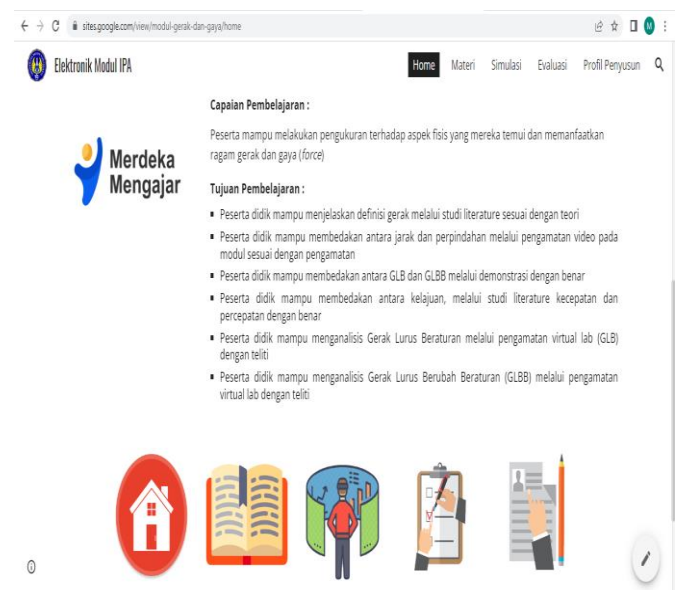 sites.google.com/view/modul-gerak-dan-gaya/home
M
Elektronik Modul IPA
Home Materi Simulasi Evaluasi Profil Penyusun
Merdeka
Mengajar
Capaian Pembelajaran :
Peserta mampu melakukan pengukuran terhadap aspek fisis yang mereka temui dan memanfaatkan
ragam gerak dan gaya (force)
Tujuan Pembelajaran :
▪ Peserta didik mampu menjelaskan definisi gerak melalui studi literature sesuai dengan teori
▪ Peserta didik mampu membedakan antara jarak dan perpindahan melalui pengamatan video pada
modul sesuai dengan pengamatan
▪ Peserta didik mampu membedakan antara GLB dan GLBB melalui demonstrasi dengan benar
▪ Peserta didik mampu membedakan antara kelajuan, melalui studi literature kecepatan dan
percepatan dengan benar
▪ Peserta didik mampu menganalisis Gerak Lurus Beraturan melalui pengamatan virtual lab (GLB)
dengan teliti
▪ Peserta didik mampu menganalisis Gerak Lurus Berubah Beraturan (GLBB) melalui pengamatan
virtual lab dengan teliti